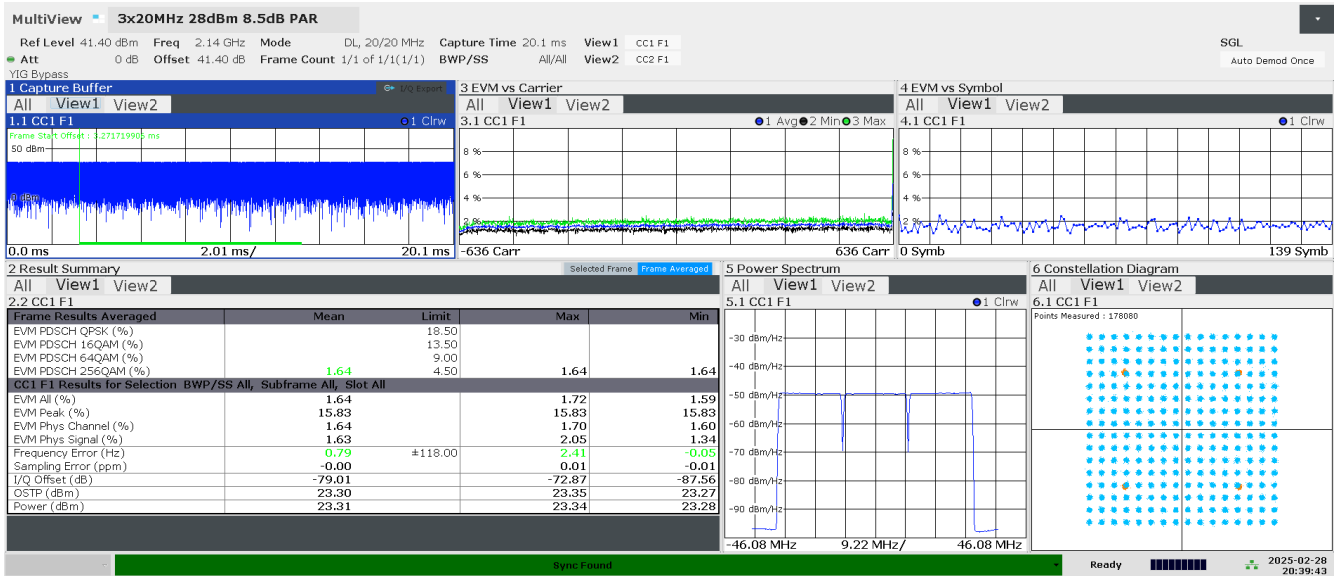 MultiView 3x20MHz 28dBm 8.5dB PAR
Ref Level 41.40 dBm Freq 2.14 GHz Mode DL, 20/20 MHz Capture Time 20.1 ms View1 CC1 F1 SGL
Att 0 dB Offset 41.40 dB Frame Count 1/1 of 1/1(1/1) BWP/SS All/All View2 CC2 F1 Auto Demod Once
YIG Bypass
1 Capture Buffer I/Q Export
All View1 View2
1.1 CC1 F1 1 Clrw
Frame Start Offset : 3.271719905 ms
50 dBm
0 dBm
0.0 ms 2.01 ms/ 20.1 ms
3 EVM vs Carrier
All View1 View2
3.1 CC1 F1 1 Avg 2 Min 3 Max
8 %
6 %
4 %
2 %
-636 Carr 636 Carr
4 EVM vs Symbol
All View1 View2
4.1 CC1 F1 1 Clrw
8 %
6 %
4 %
2 %
0 Symb 139 Symb
2 Result Summary Selected Frame Frame Averaged
All View1 View2
2.2 CC1 F1
Frame Results Averaged Mean Limit Max Min
EVM PDSCH QPSK (%) 18.50
EVM PDSCH 16QAM (%) 13.50
EVM PDSCH 64QAM (%) 9.00
EVM PDSCH 256QAM (%) 1.64 4.50 1.64 1.64
CC1 F1 Results for Selection BWP/SS All, Subframe All, Slot All
EVM All (%) 1.64 1.72 1.59
EVM Peak (%) 15.83 15.83 15.83
EVM Phys Channel (%) 1.64 1.70 1.60
EVM Phys Signal (%) 1.63 2.05 1.34
Frequency Error (Hz) 0.79 ±118.00 2.41 -0.05
Sampling Error (ppm) -0.00 0.01 -0.01
I/Q Offset (dB) -79.01 -72.87 -87.56
OSTP (dBm) 23.30 23.35 23.27
Power (dBm) 23.31 23.34 23.28
5 Power Spectrum
All View1 View2
5.1 CC1 F1 1 Clrw
-30 dBm/Hz
-40 dBm/Hz
-50 dBm/Hz
-60 dBm/Hz
-70 dBm/Hz
-80 dBm/Hz
-90 dBm/Hz
-46.08 MHz 9.22 MHz/ 46.08 MHz
6 Constellation Diagram
All View1 View2
6.1 CC1 F1
Points Measured : 178080
Sync Found Ready 2025-02-28
20:39:43